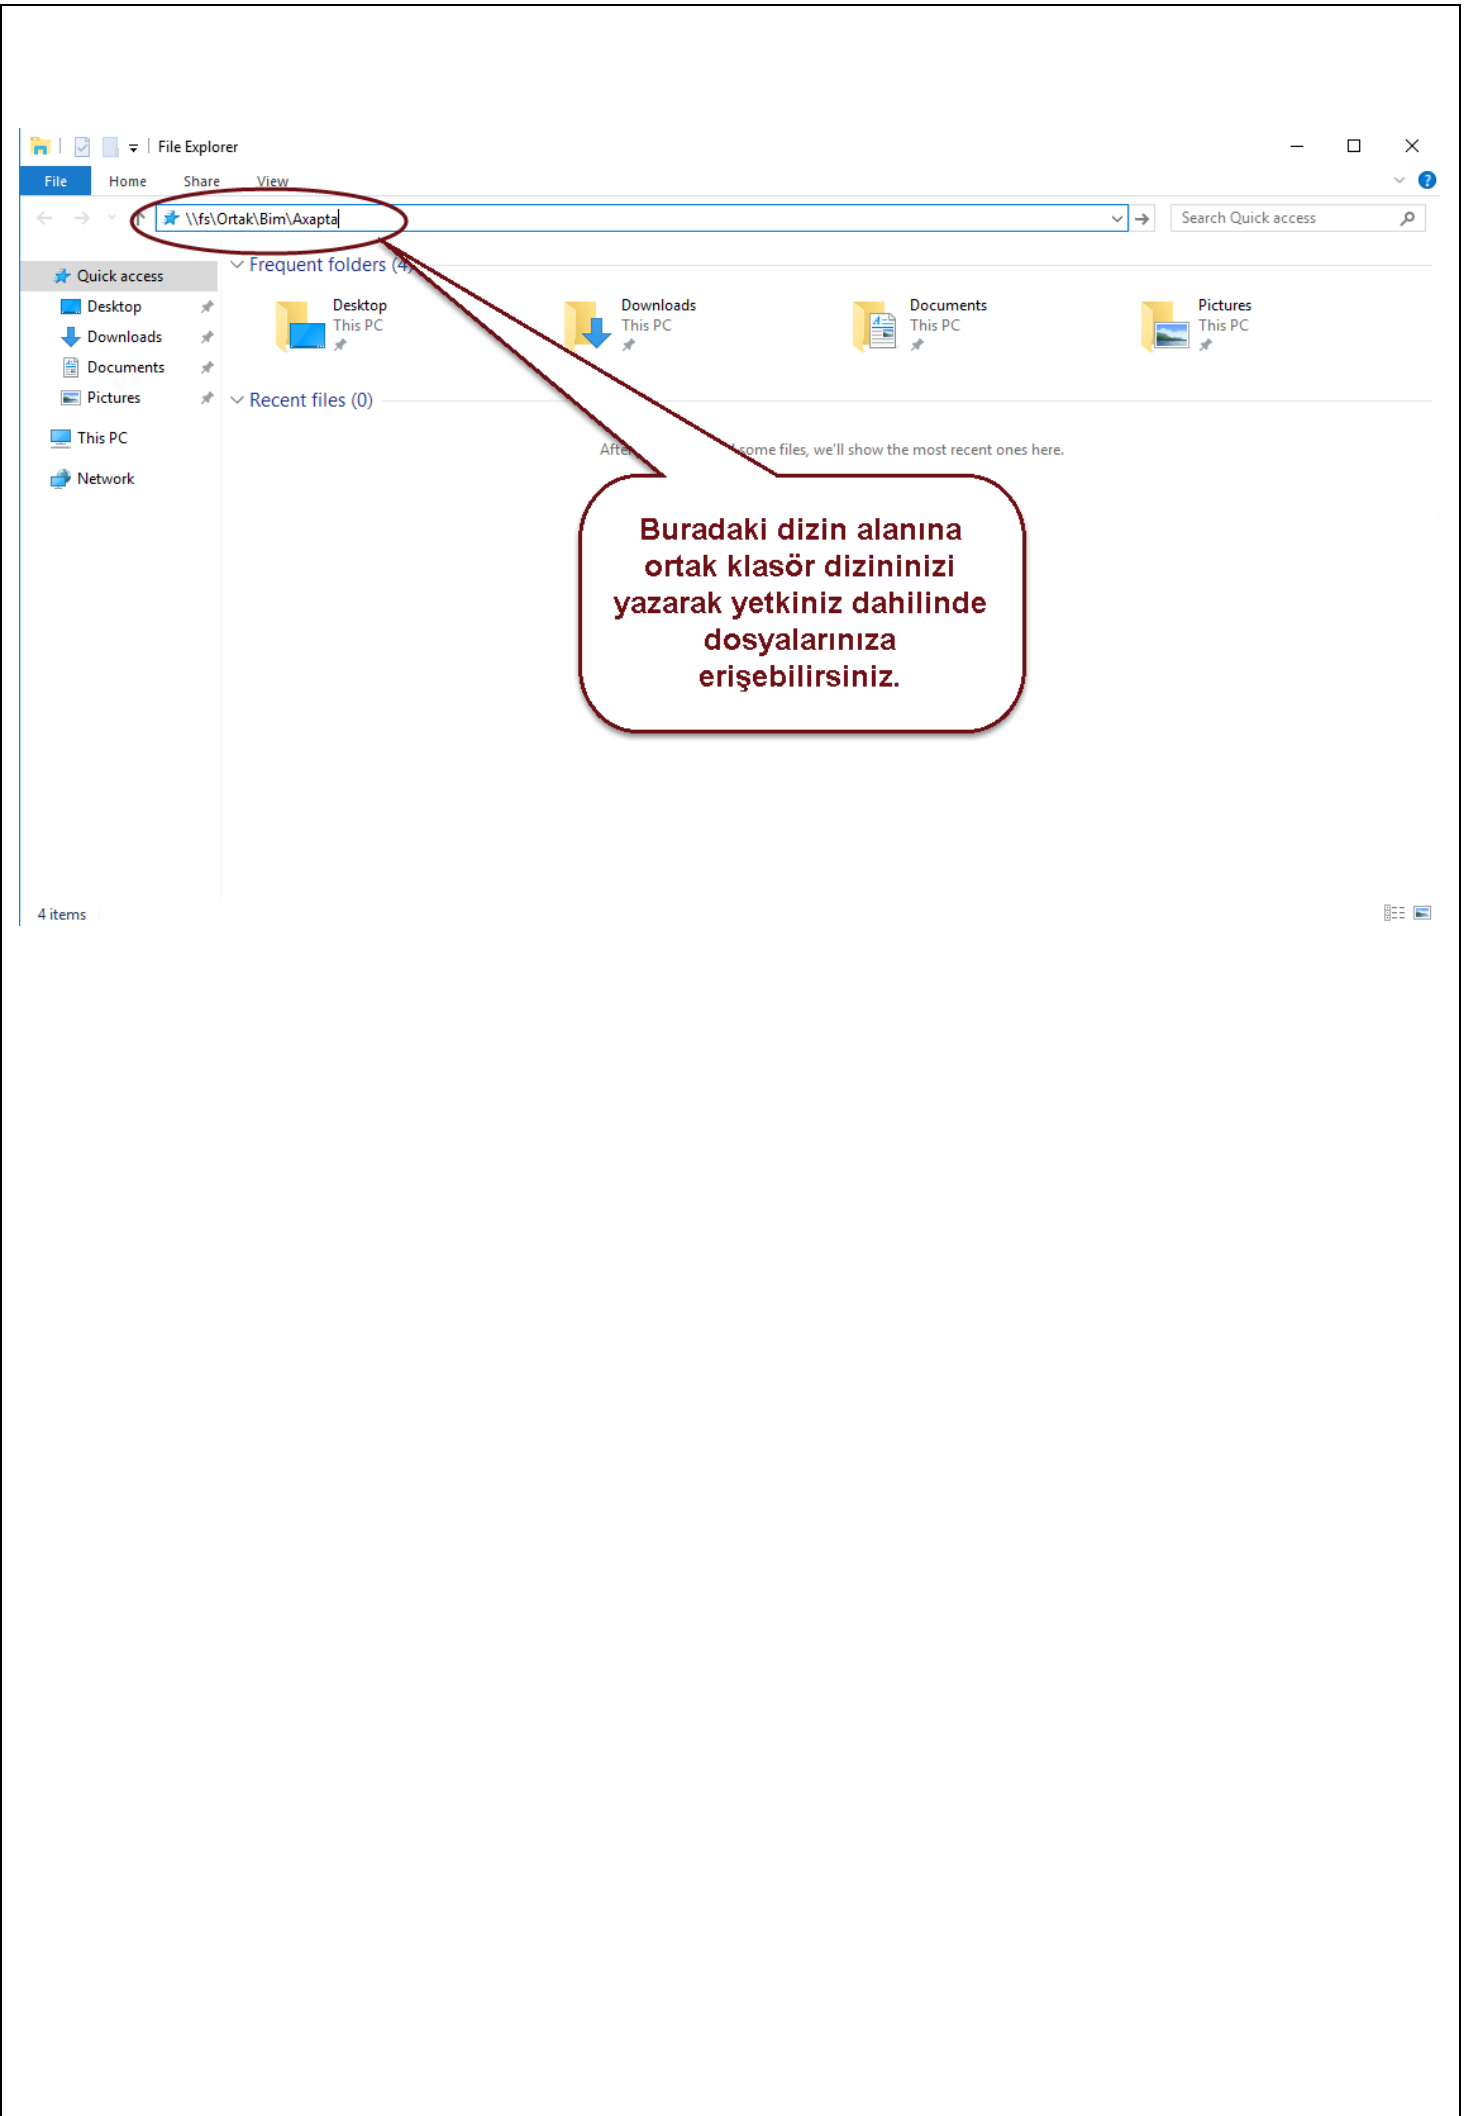 File Explorer
File Home Share View
\\fs\Ortak\Bim\Axapta
Search Quick access
Quick access
Desktop
Downloads
Documents
Pictures
This PC
Network
Frequent folders (4)
Desktop
This PC
Downloads
This PC
Documents
This PC
Pictures
This PC
Recent files (0)
some files, we'll show the most recent ones here.
Buradaki dizin alanına
ortak klasör dizininizi
yazarak yetkiniz dahilinde
dosyalarınıza
erişebilirsiniz.
4 items